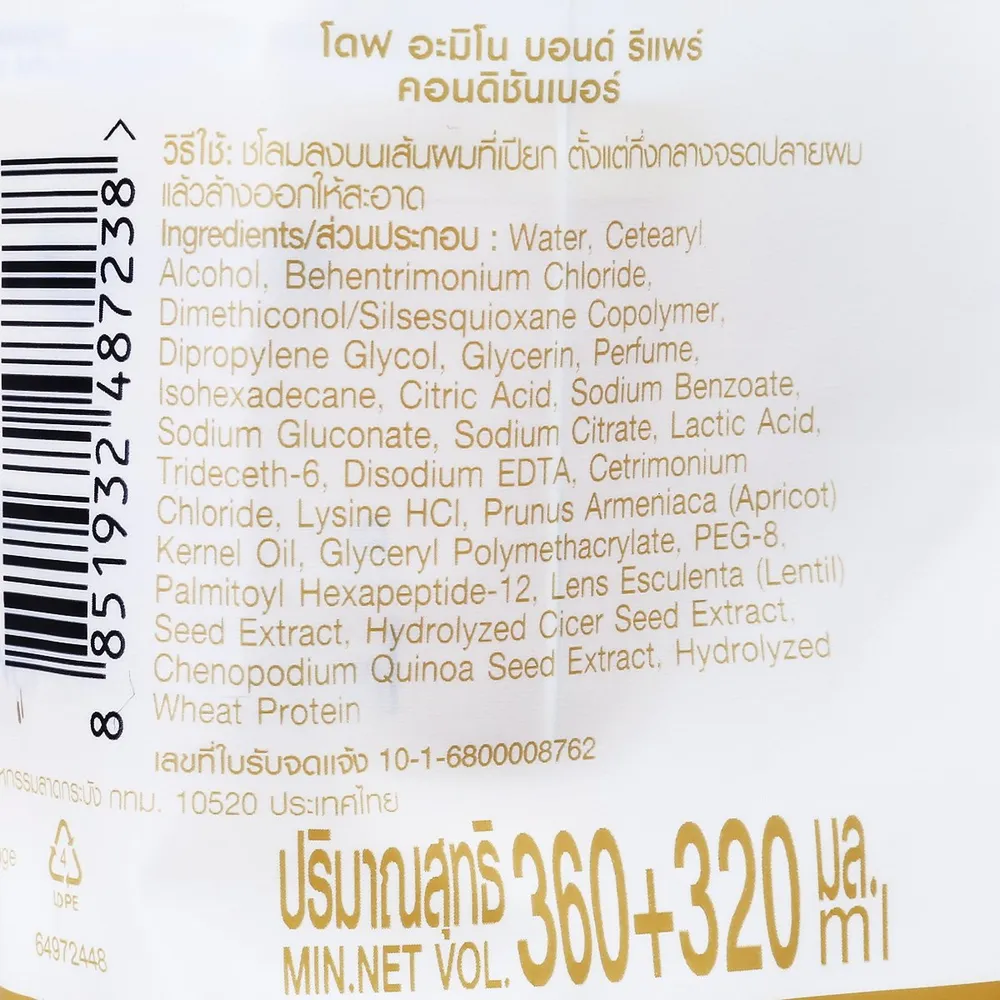 โดฟ อะมิโน บอนด์ รีแพร์
คอนดิชันเนอร์
วิธีใช้: ชโลมลงบนเส้นผมที่เปียก ตั้งแต่กึ่งกลางจรดปลายผม
แล้วล้างออกให้สะอาด
Ingredients/ส่วนประกอบ : Water, Cetearyl
Alcohol, Behentrimonium Chloride,
Dimethiconol/Silsesquioxane Copolymer,
Dipropylene Glycol, Glycerin, Perfume,
Isohexadecane, Citric Acid, Sodium Benzoate,
Sodium Gluconate, Sodium Citrate, Lactic Acid,
Trideceth-6, Disodium EDTA, Cetrimonium
Chloride, Lysine HCl, Prunus Armeniaca (Apricot)
Kernel Oil, Glyceryl Polymethacrylate, PEG-8,
Palmitoyl Hexapeptide-12, Lens Esculenta (Lentil)
Seed Extract, Hydrolyzed Cicer Seed Extract,
Chenopodium Quinoa Seed Extract, Hydrolyzed
Wheat Protein
เลขที่ใบรับจดแจ้ง 10-1-6800008762
กทม. 10520 ประเทศไทย
8 851932 487238 >
4
LDPE
64972448
ปริมาณสุทธิ 360+320 มล.
MIN.NET VOL. ml